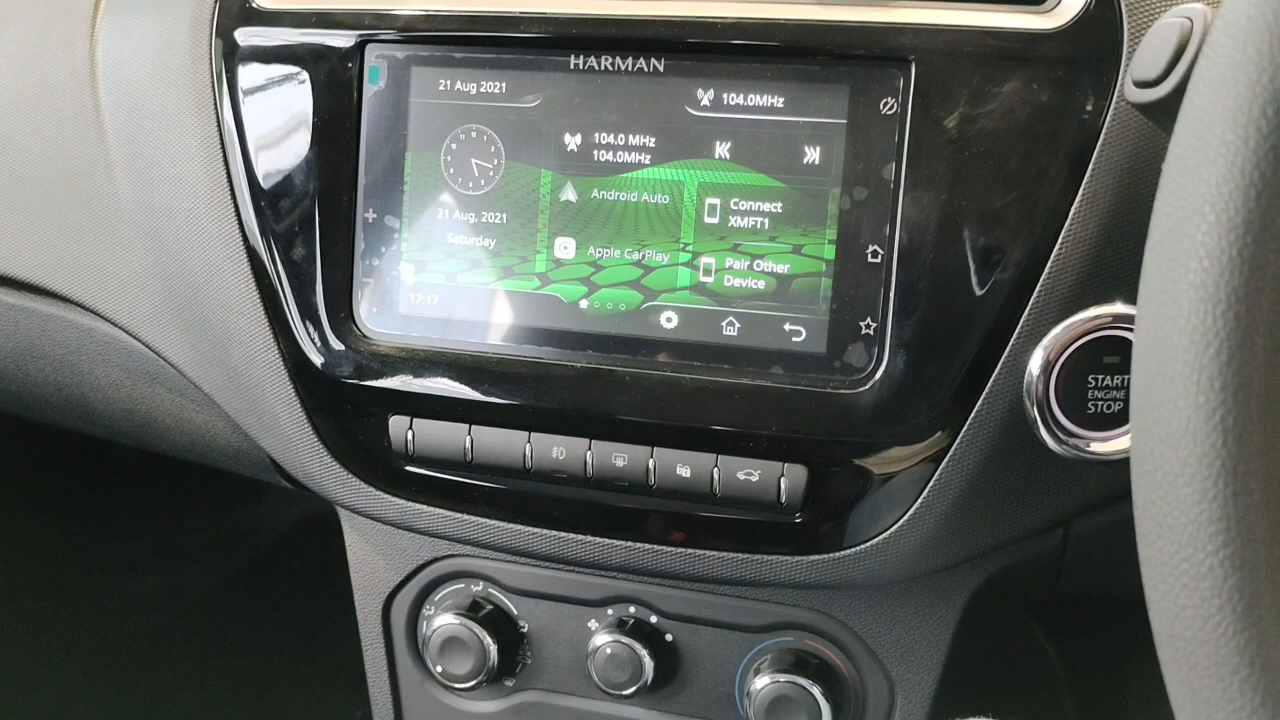 HARMAN
21 Aug 2021
104.0MHz
104.0 MHz
104.0MHz
Android Auto
Connect
XMFT1
21 Aug, 2021
Saturday
Apple CarPlay
Pair Other
Device
17:17
START
ENGINE
STOP